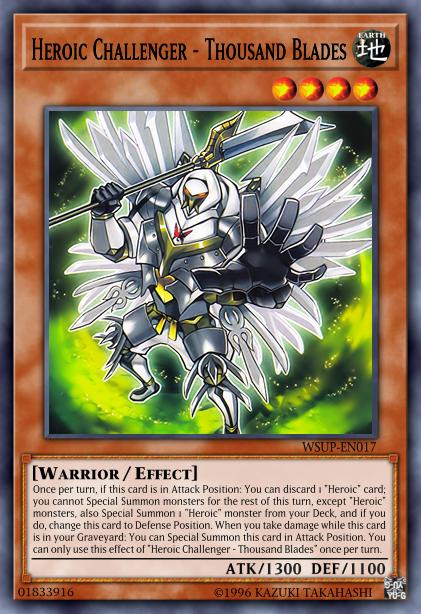 HEROIC CHALLENGER - THOUSAND BLADES
EARTH
地
WSUP-EN017
[WARRIOR / EFFECT]
Once per turn, if this card is in Attack Position: You can discard 1 "Heroic" card;
you cannot Special Summon monsters for the rest of this turn, except "Heroic"
monsters, also Special Summon 1 "Heroic" monster from your Deck, and if you
do, change this card to Defense Position. When you take damage while this card
is in your Graveyard: You can Special Summon this card in Attack Position. You
can only use this effect of "Heroic Challenger - Thousand Blades" once per turn.
ATK/1300 DEF/1100
01833916
©1996 KAZUKI TAKAHASHI